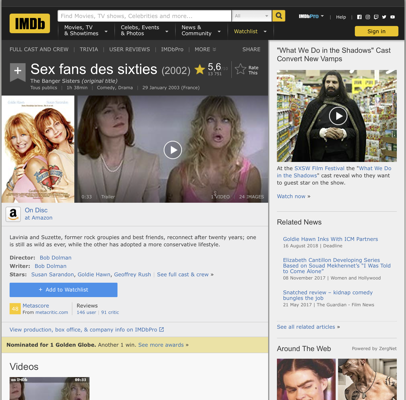 IMDb
Find Movies, TV shows, Celebrities and more...
All
IMDbPro
Help
Movies, TV
& Showtimes
Celebs, Events
& Photos
News &
Community
Watchlist
Sign in
FULL CAST AND CREW | TRIVIA | USER REVIEWS | IMDbPro | MORE
SHARE
Sex fans des sixties (2002)
5,6
Rate
This
The Banger Sisters (original title)
Tous publics | 1h 38min | Comedy, Drama | 29 January 2003 (France)
0:33 | Trailer
1 VIDEO | 24 IMAGES
On Disc
at Amazon
Lavinia and Suzette, former rock groupies and best friends, reconnect after twenty years; one
is still as wild as ever, while the other has adopted a more conservative lifestyle.
Director: Bob Dolman
Writer: Bob Dolman
Stars: Susan Sarandon, Goldie Hawn, Geoffrey Rush | See full cast & crew »
+ Add to Watchlist
Metascore
From metacritic.com
Reviews
146 user | 91 critic
View production, box office, & company info on IMDbPro
Nominated for 1 Golden Globe. Another 1 win. See more awards »
Videos
"What We Do in the Shadows" Cast
Convert New Vamps
At the SXSW Film Festival the "What We Do
in the Shadows" cast reveal who they want
to guest star on the show.
Watch now »
Related News
Goldie Hawn Inks With ICM Partners
16 August 2018 | Deadline
Elizabeth Cantillon Developing Series
Based on Souad Mekhennet's "I Was Told
to Come Alone"
08 November 2017 | Women and Hollywood
Snatched review – kidnap comedy
bungles the job
21 May 2017 | The Guardian - Film News
See all related articles »
Around The Web
Powered by ZergNet